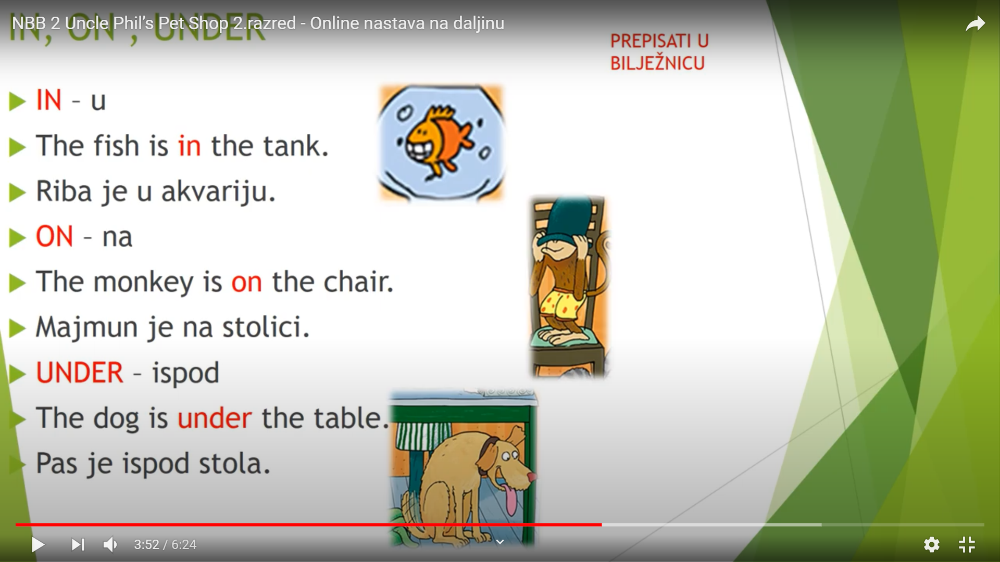 NBB 2 Uncle Phil’s Pet Shop 2.razred - Online nastava na daljinu
IN, ON , UNDER
PREPISATI U
BILJEŽNICU
IN – u
The fish is in the tank.
Riba je u akvariju.
ON – na
The monkey is on the chair.
Majmun je na stolici.
UNDER – ispod
The dog is under the table.
Pas je ispod stola.
3:52 / 6:24